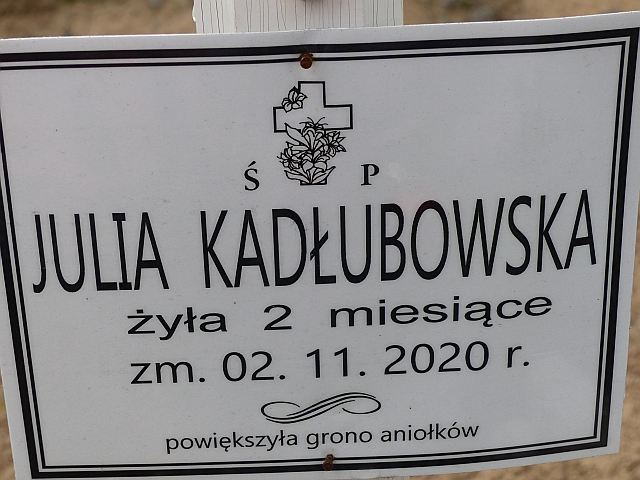 Ś P
JULIA KADŁUBOWSKA
żyła 2 miesiące
zm. 02. 11. 2020 r.
powiększyła grono aniołków